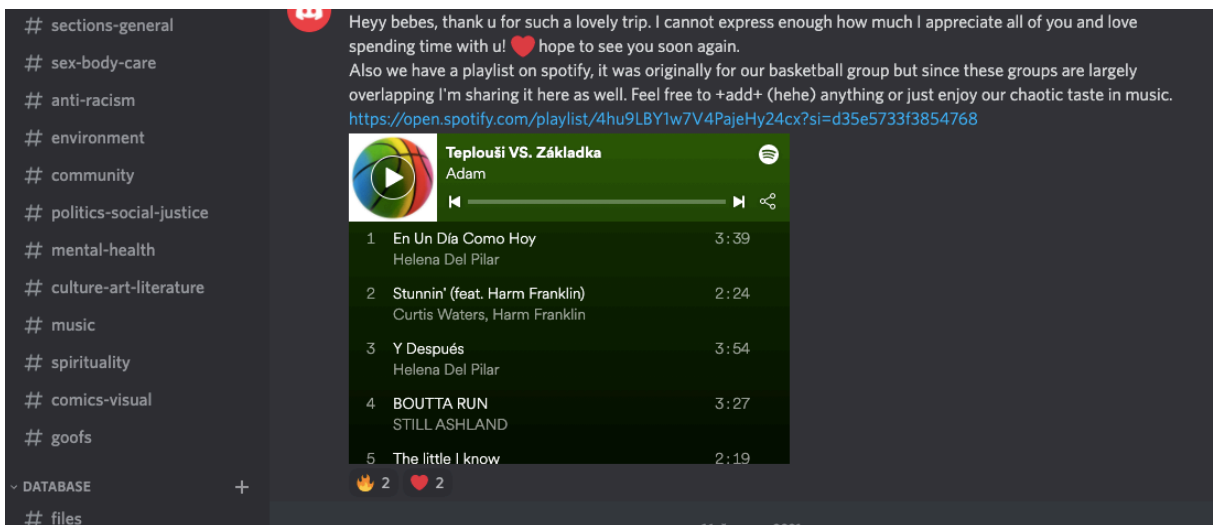 # sections-general
# sex-body-care
# anti-racism
# environment
# community
# politics-social-justice
# mental-health
# culture-art-literature
# music
# spirituality
# comics-visual
# goofs
DATABASE +
# files
Heyy bebes, thank u for such a lovely trip. I cannot express enough how much I appreciate all of you and love
spending time with u! ❤️ hope to see you soon again.
Also we have a playlist on spotify, it was originally for our basketball group but since these groups are largely
overlapping I'm sharing it here as well. Feel free to +add+ (hehe) anything or just enjoy our chaotic taste in music.
https://open.spotify.com/playlist/4hu9LBY1w7V4PajeHy24cx?si=d35e5733f3854768
Teplouši VS. Základka
Adam
1 En Un Día Como Hoy 3:39
Helena Del Pilar
2 Stunnin' (feat. Harm Franklin) 2:24
Curtis Waters, Harm Franklin
3 Y Después 3:54
Helena Del Pilar
4 BOUTTA RUN 3:27
STILL ASHLAND
5 The little I know 2:19
🔥 2 ❤️ 2